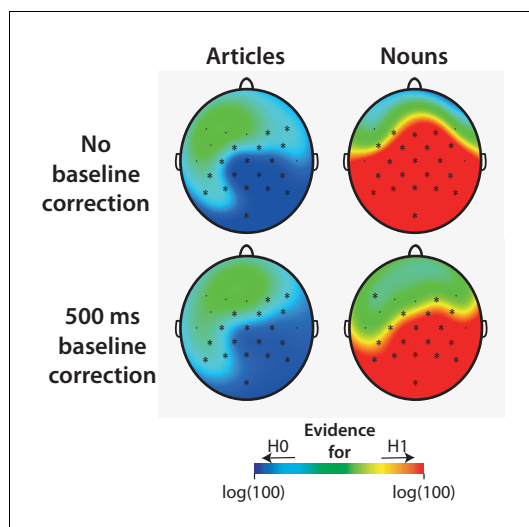 Articles Nouns
No
baseline
correction
500 ms
baseline
correction
Evidence
for
H0 H1
log(100) log(100)